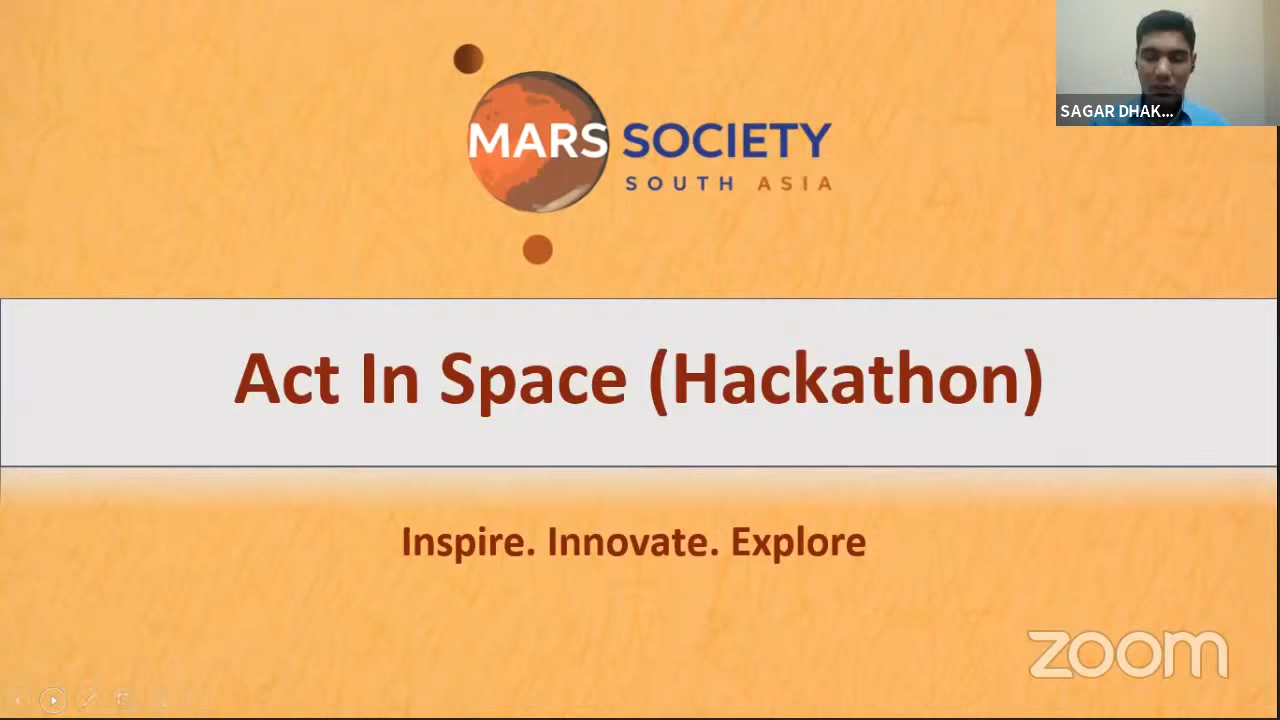 MARS SOCIETY
SOUTH ASIA
SAGAR DHAK...
Act In Space (Hackathon)
Inspire. Innovate. Explore
zoom